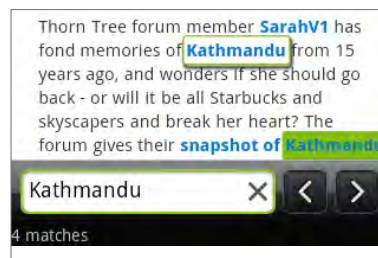 Thorn Tree forum member SarahV1 has
fond memories of Kathmandu from 15
years ago, and wonders if she should go
back - or will it be all Starbucks and
skyscapers and break her heart? The
forum gives their snapshot of Kathmandu
Kathmandu
4 matches